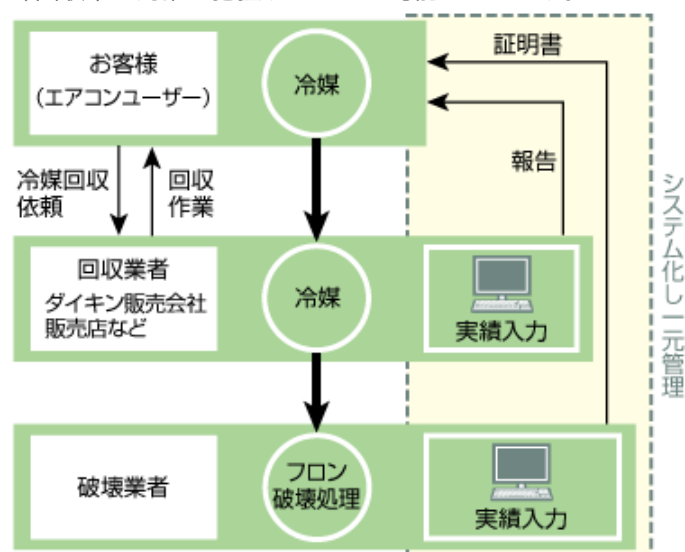 お客様
（エアコンユーザー）
冷媒
証明書
報告
冷媒回収
依頼
回収
作業
回収業者
ダイキン販売会社
販売店など
冷媒
実績入力
破壊業者
フロン
破壊処理
実績入力
システム化し一元管理